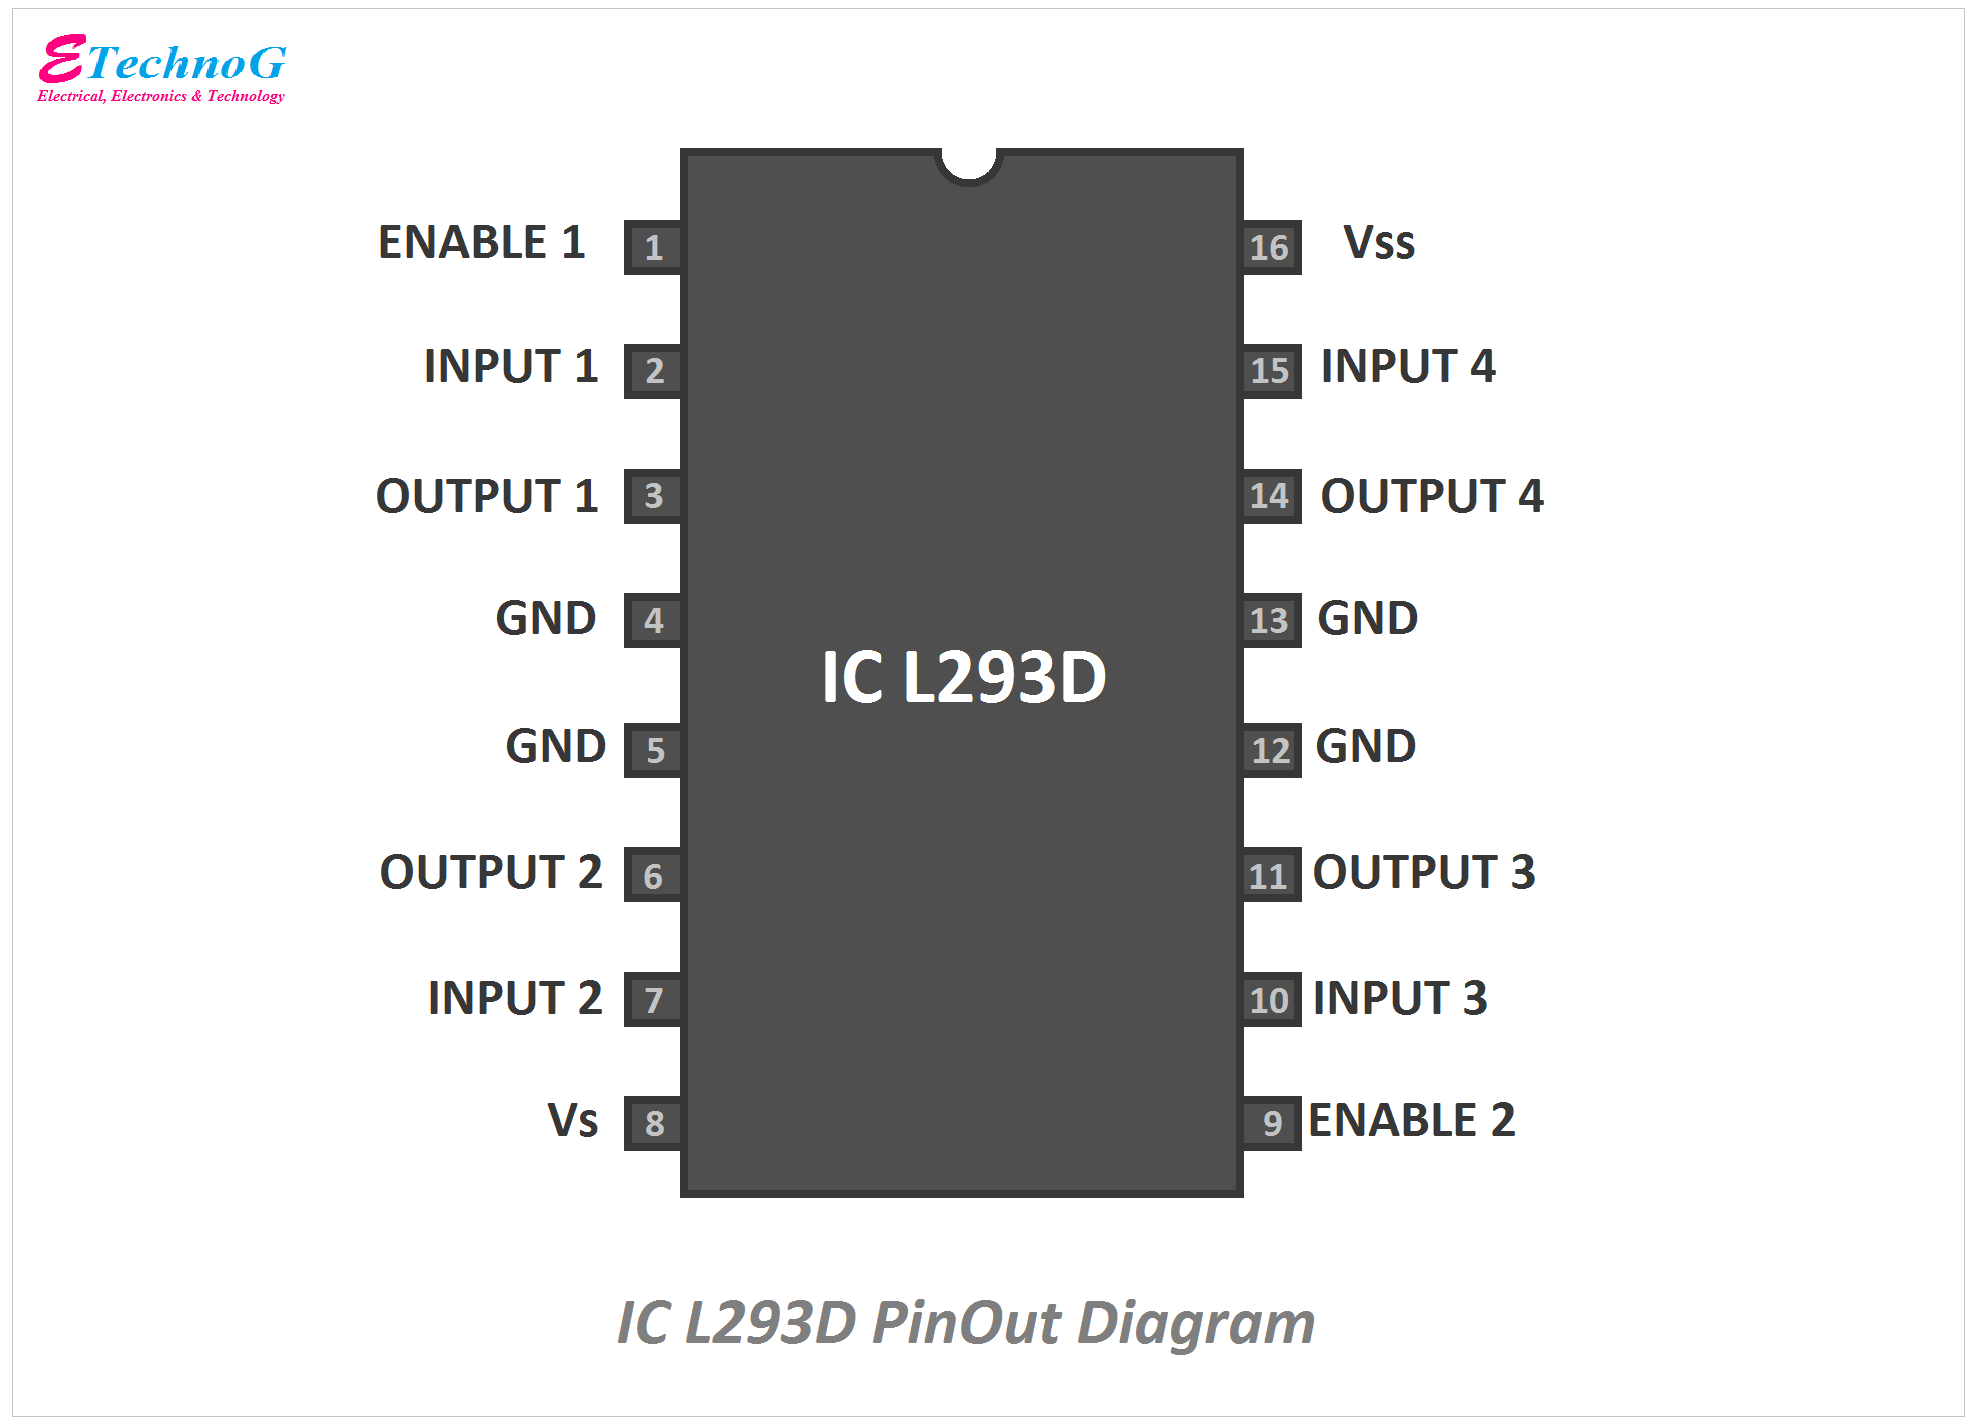 ETechnoG
Electrical, Electronics & Technology
ENABLE 1 1 16 Vss
INPUT 1 2 15 INPUT 4
OUTPUT 1 3 14 OUTPUT 4
GND 4 13 GND
IC L293D
GND 5 12 GND
OUTPUT 2 6 11 OUTPUT 3
INPUT 2 7 10 INPUT 3
Vs 8 9 ENABLE 2
IC L293D PinOut Diagram